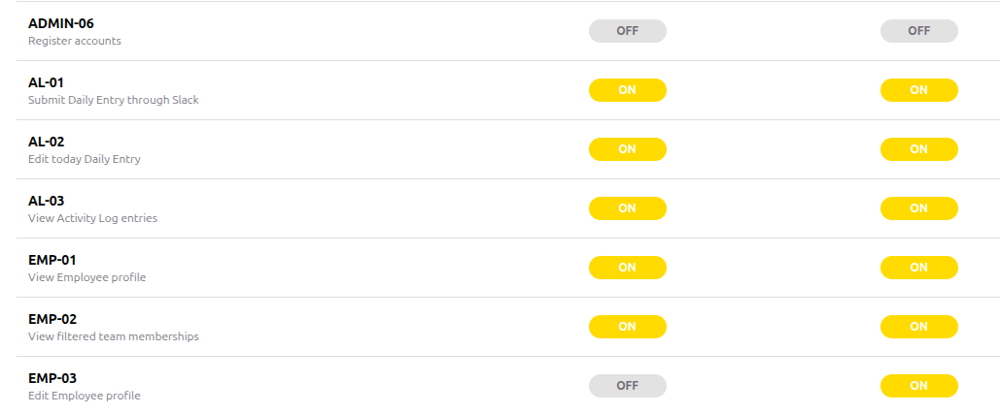 ADMIN-06
Register accounts
OFF
OFF
AL-01
Submit Daily Entry through Slack
ON
ON
AL-02
Edit today Daily Entry
ON
ON
AL-03
View Activity Log entries
ON
ON
EMP-01
View Employee profile
ON
ON
EMP-02
View filtered team memberships
ON
ON
EMP-03
Edit Employee profile
OFF
ON